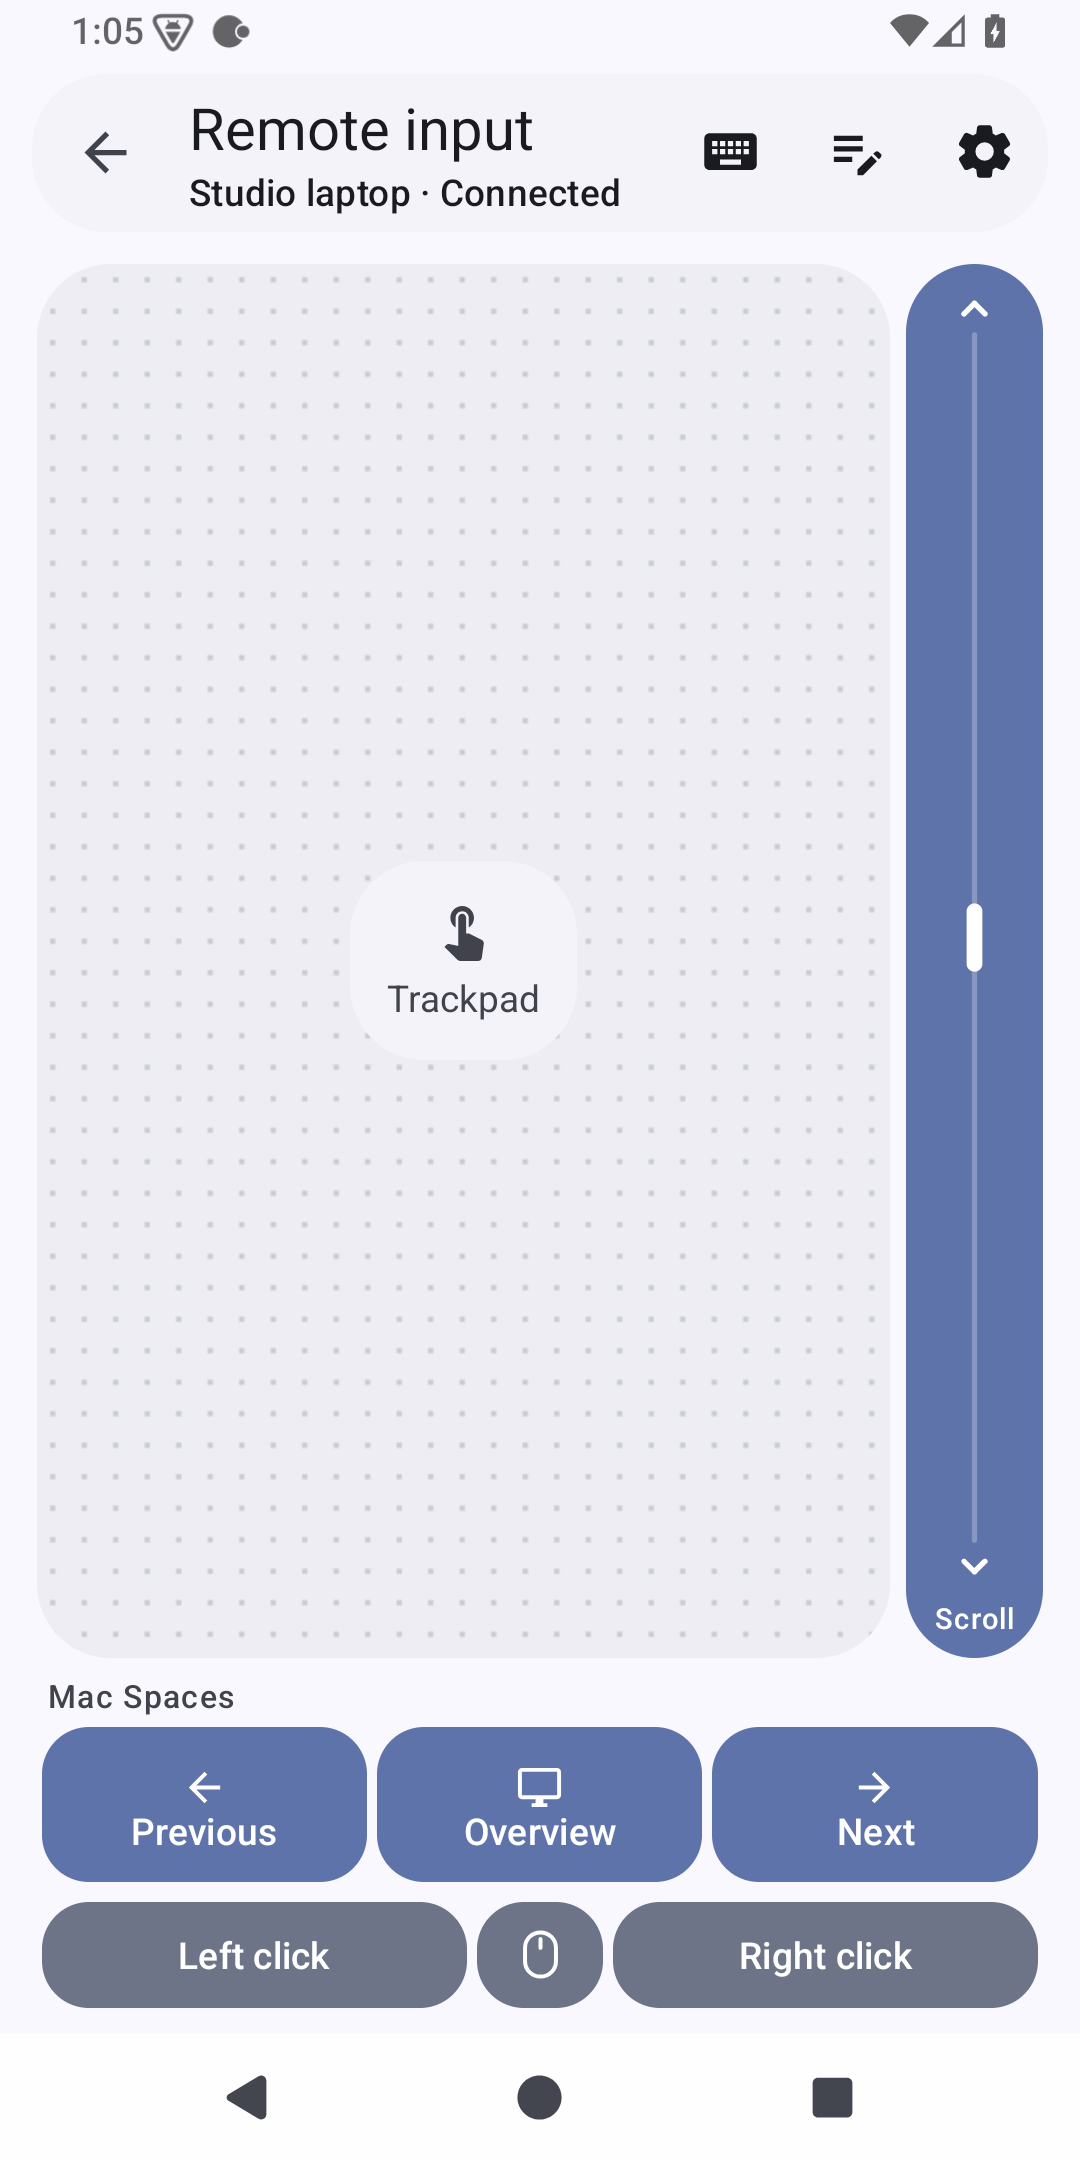 1:05
Remote input
Studio laptop · Connected
Trackpad
Scroll
Mac Spaces
Previous
Overview
Next
Left click
Right click